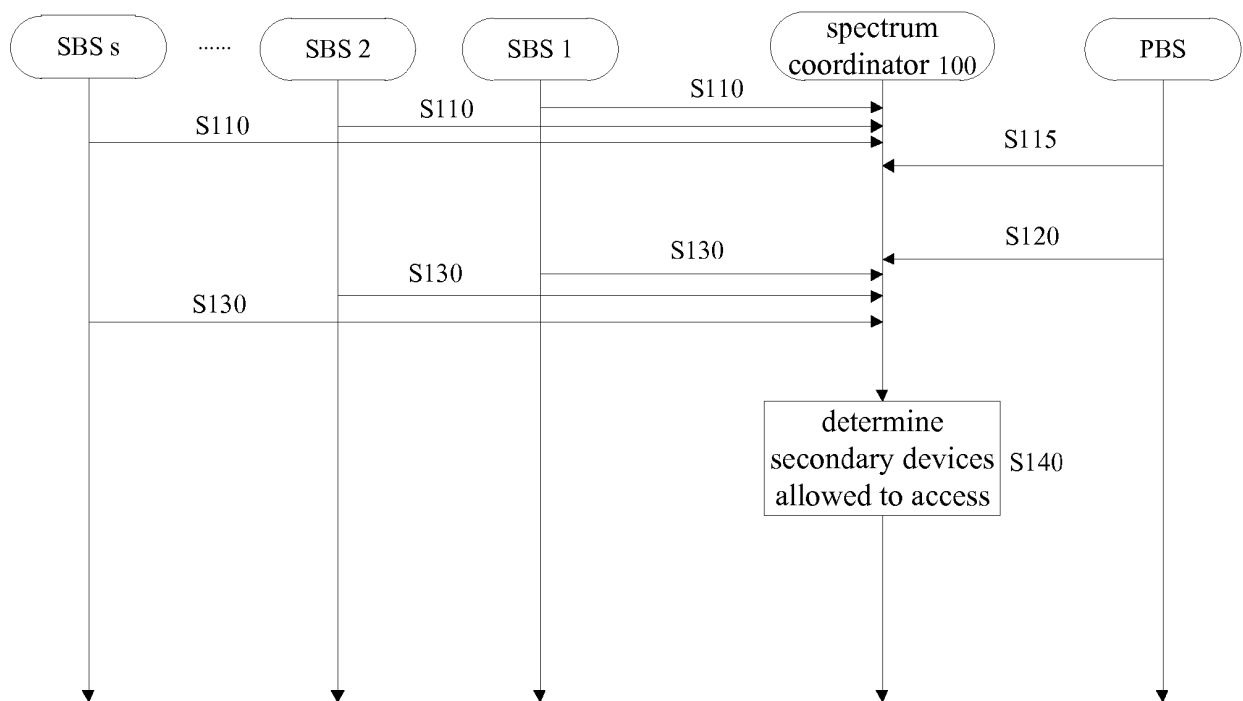 SBS s
......
SBS 2
SBS 1
spectrum
coordinator 100
PBS
S110
S110
S110
S115
S120
S130
S130
S130
determine
secondary devices
allowed to access
S140